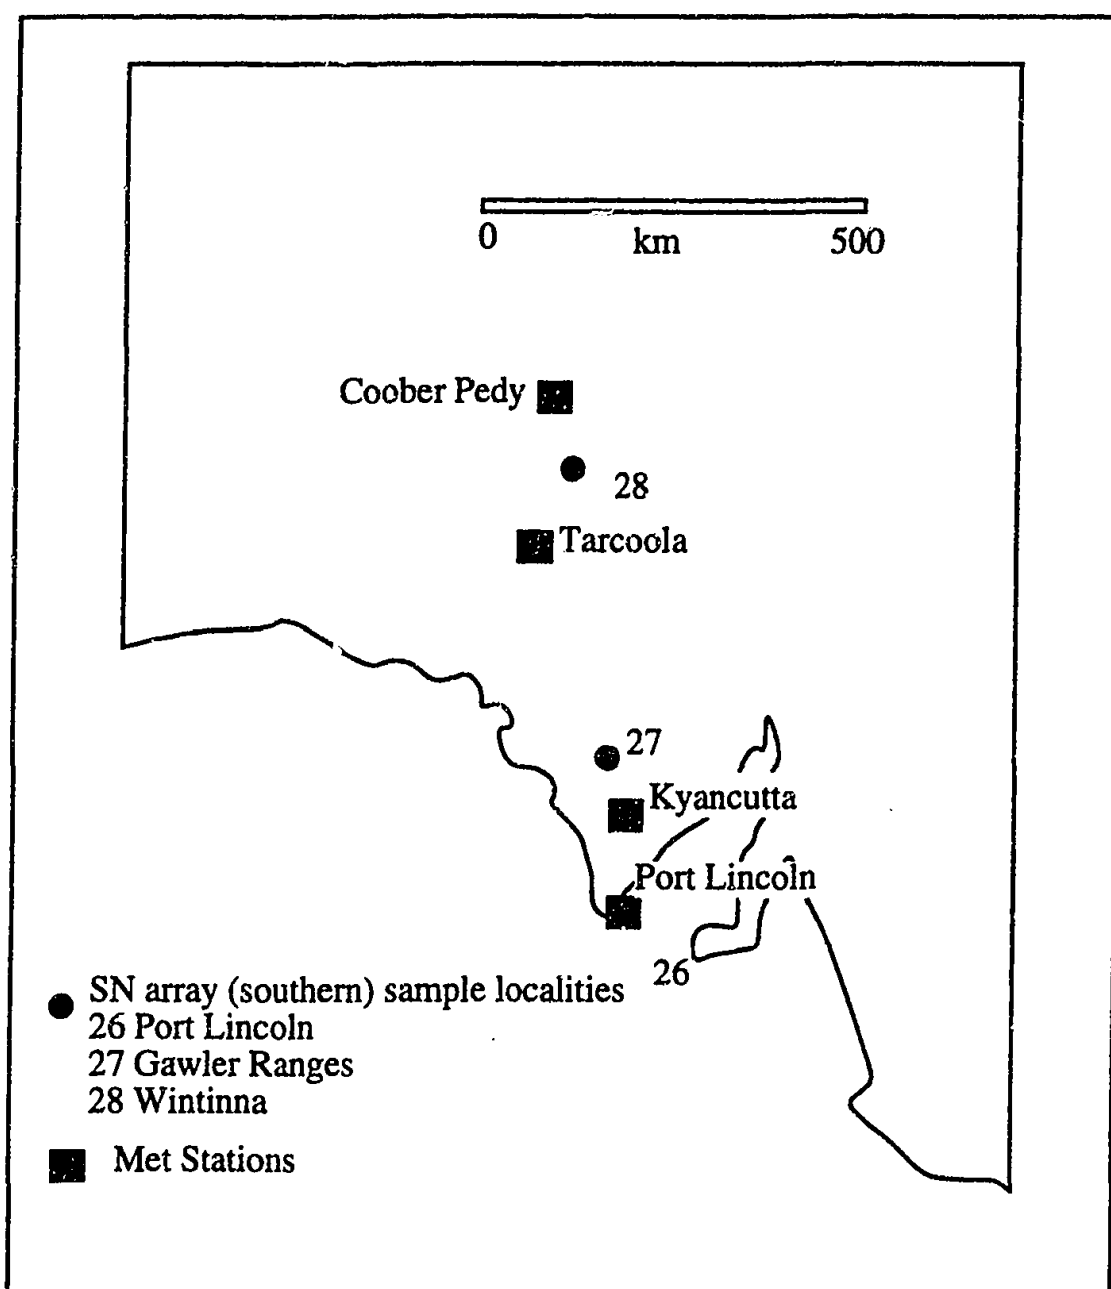 0 km 500
Coober Pedy
28
Tarcoola
27
Kyancutta
Port Lincoln
26
SN array (southern) sample localities
26 Port Lincoln
27 Gawler Ranges
28 Wintinna
Met Stations